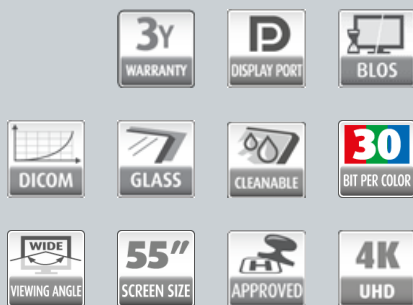 3Y
WARRANTY
D
DISPLAY PORT
BLOS
DICOM
GLASS
CLEANABLE
30
BIT PER COLOR
WIDE
VIEWING ANGLE
55"
SCREEN SIZE
H
APPROVED
4K
UHD